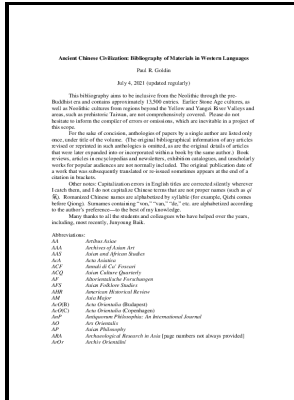 Ancient Chinese Civilization: Bibliography of Materials in Western Languages
Paul R. Goldin
July 4, 2021 (updated regularly)
This bibliography aims to be inclusive from the Neolithic through the pre-
Buddhist era and contains approximately 13,500 entries. Earlier Stone Age cultures, as
well as Neolithic cultures from regions beyond the Yellow and Yangzi River Valleys and
areas, such as prehistoric Taiwan, are not comprehensively covered. Please do not
hesitate to inform the compiler of errors or omissions, which are inevitable in a project of
this scope.
For the sake of concision, anthologies of papers by a single author are listed only
once, under title of the volume. (The original bibliographical information of any articles
revised or reprinted in such anthologies is omitted, as are the original details of articles
that were later expanded into or incorporated within a book by the same author.) Book
reviews, articles in encyclopedias and newsletters, exhibition catalogues, and unscholarly
works for popular audiences are not normally included. The original publication date of
a work that was subsequently translated or re-issued sometimes appears at the end of a
citation in brackets.
Other notes: Capitalization errors in English titles are corrected silently wherever
I catch them, and I do not capitalize Chinese terms that are not proper names (such as qi
氣). Romanized Chinese names are alphabetized by syllable (for example, Qizhi comes
before Qiong). Surnames containing "von," "van," "de," etc. are alphabetized according
to the author's preference—to the best of my knowledge.
Many thanks to all the students and colleagues who have helped over the years,
including, most recently, Junyoung Baik.
Abbreviations:
AA Artibus Asiae
AAA Archives of Asian Art
AAS Asian and African Studies
AcA Acta Asiatica
ACF Annali di Ca' Foscari
ACQ Asian Culture Quarterly
AF Altorientalische Forschungen
AFS Asian Folklore Studies
AHR American Historical Review
AM Asia Major
AcO(B) Acta Orientalia (Budapest)
AcO(C) Acta Orientalia (Copenhagen)
AnP Antiquorum Philosophia: An International Journal
AO Ars Orientalis
AP Asian Philosophy
ARA Archaeological Research in Asia [page numbers not always provided]
ArOr Archív Orientální